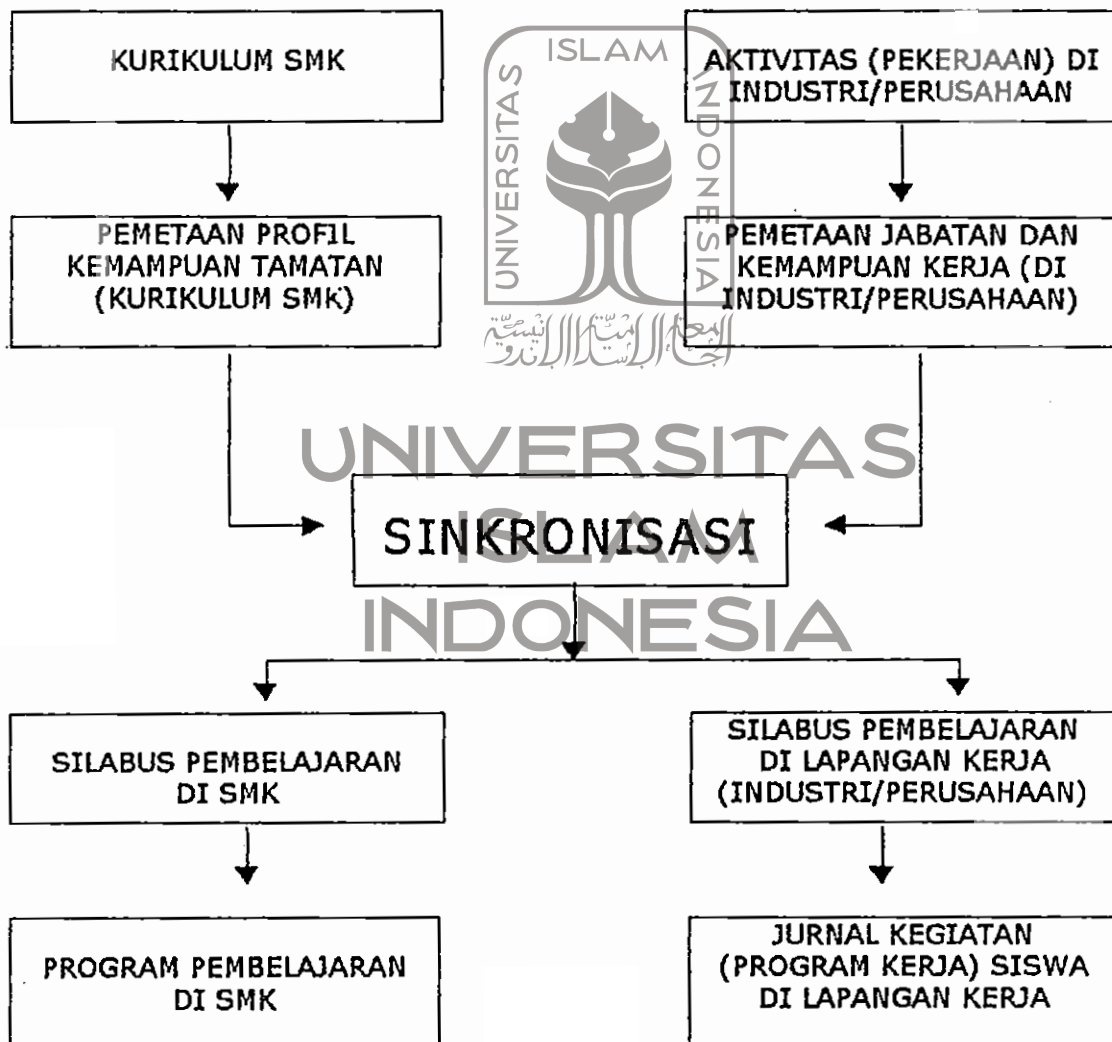 KURIKULUM SMK
AKTIVITAS (PEKERJAAN) DI
INDUSTRI/PERUSAHAAN
UNIVERSITAS
ISLAM
INDONESIA
PEMETAAN PROFIL
KEMAMPUAN TAMATAN
(KURIKULUM SMK)
PEMETAAN JABATAN DAN
KEMAMPUAN KERJA (DI
INDUSTRI/PERUSAHAAN)
UNIVERSITAS
ISLAM
INDONESIA
SINKRONISASI
SILABUS PEMBELAJARAN
DI SMK
SILABUS PEMBELAJARAN
DI LAPANGAN KERJA
(INDUSTRI/PERUSAHAAN)
PROGRAM PEMBELAJARAN
DI SMK
JURNAL KEGIATAN
(PROGRAM KERJA) SISWA
DI LAPANGAN KERJA